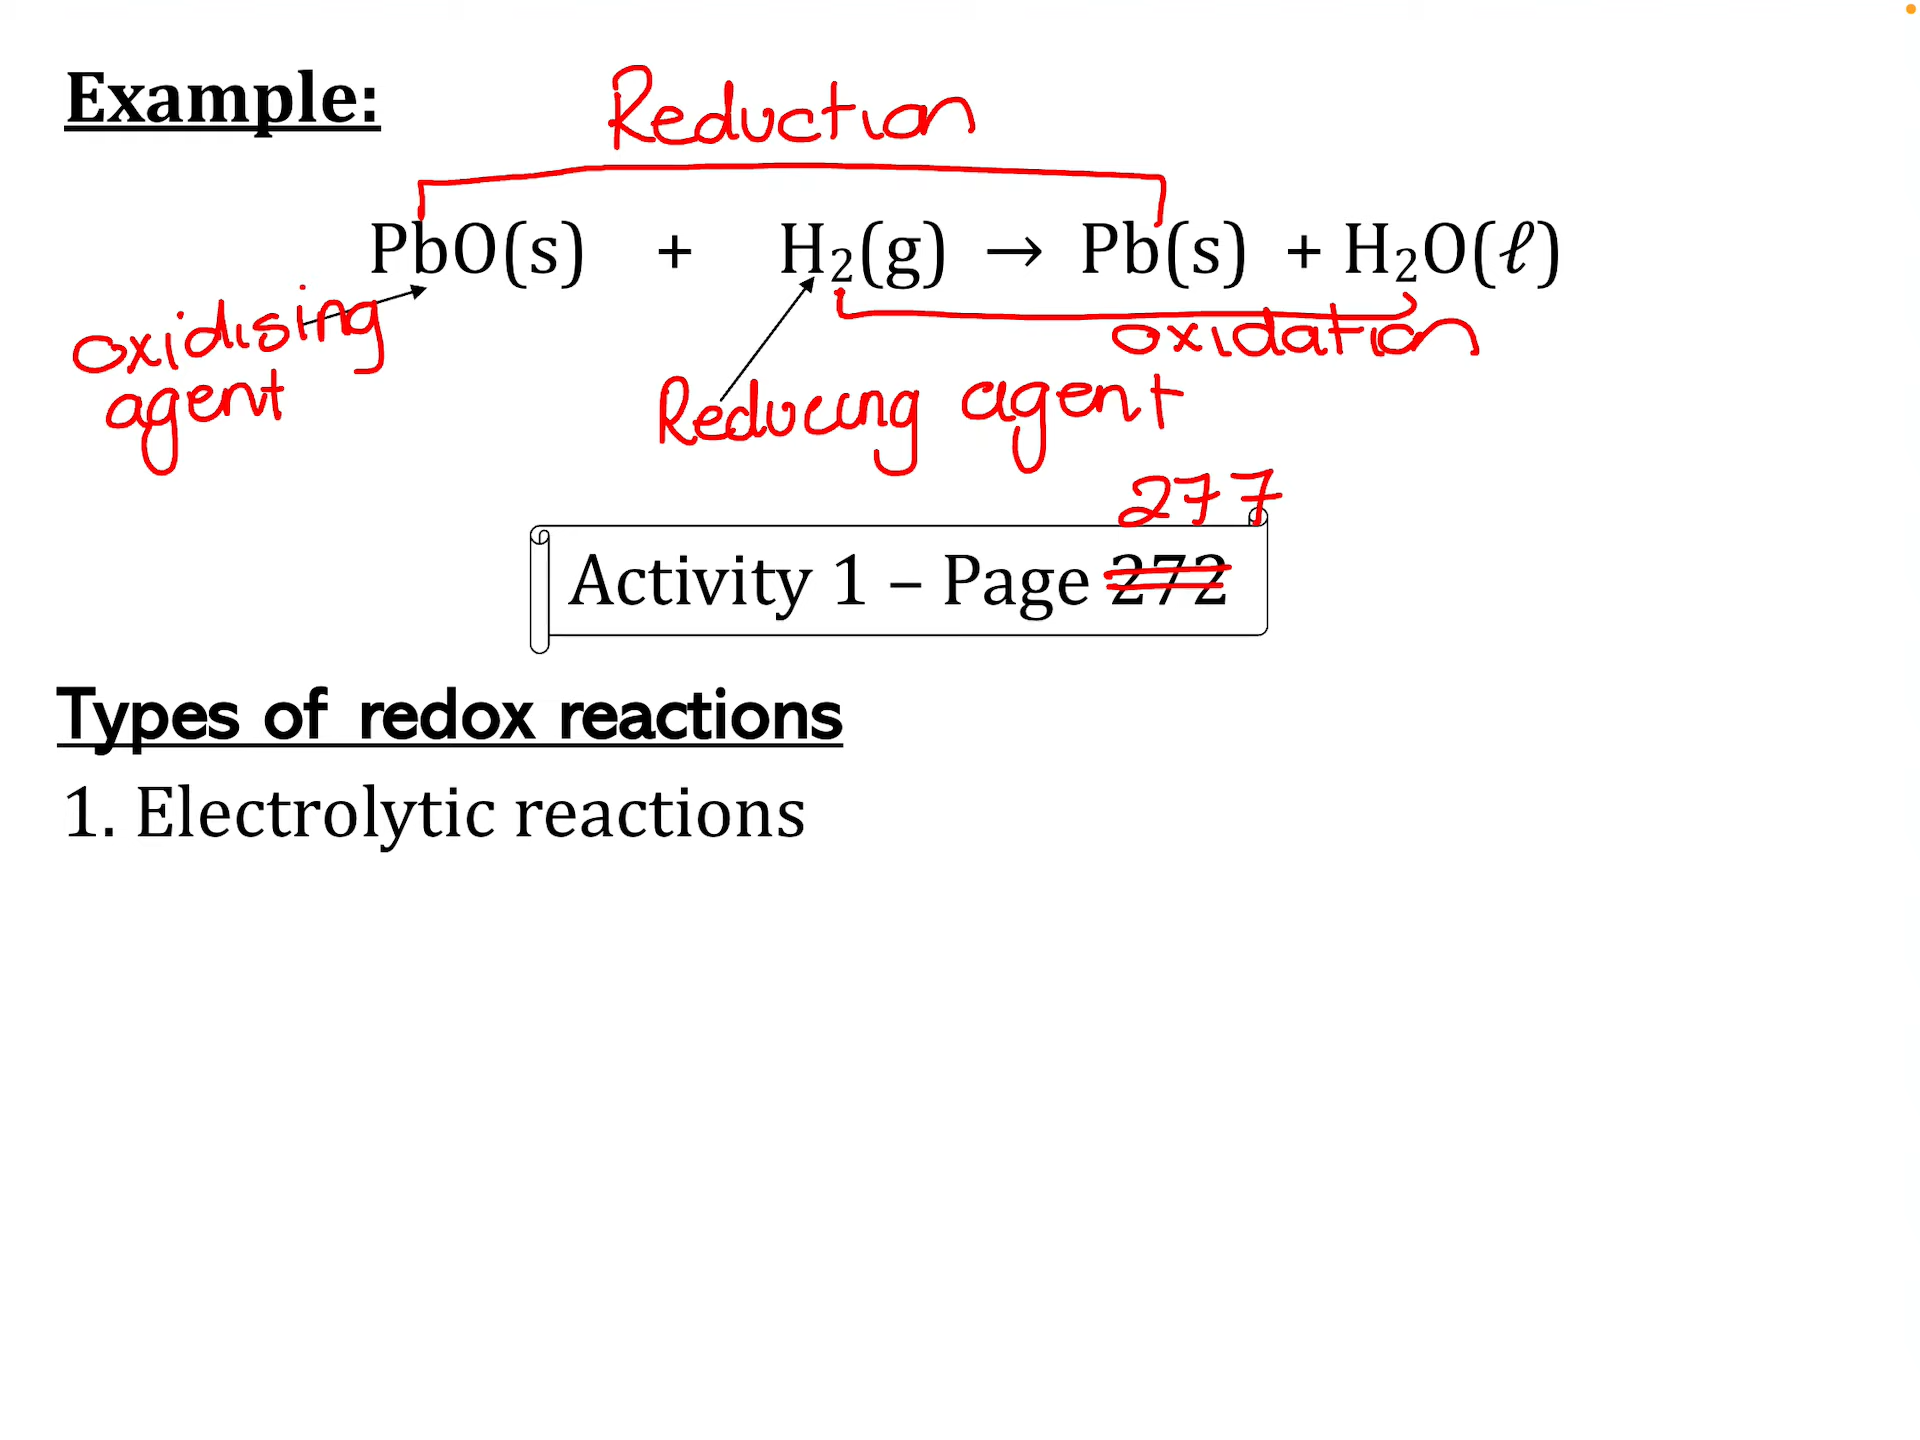 Example:
Reduction
PbO(s) + H₂(g) → Pb(s) + H₂O(ℓ)
oxidising
agent
oxidation
Reducing agent
277
Activity 1 – Page 272
Types of redox reactions
1. Electrolytic reactions